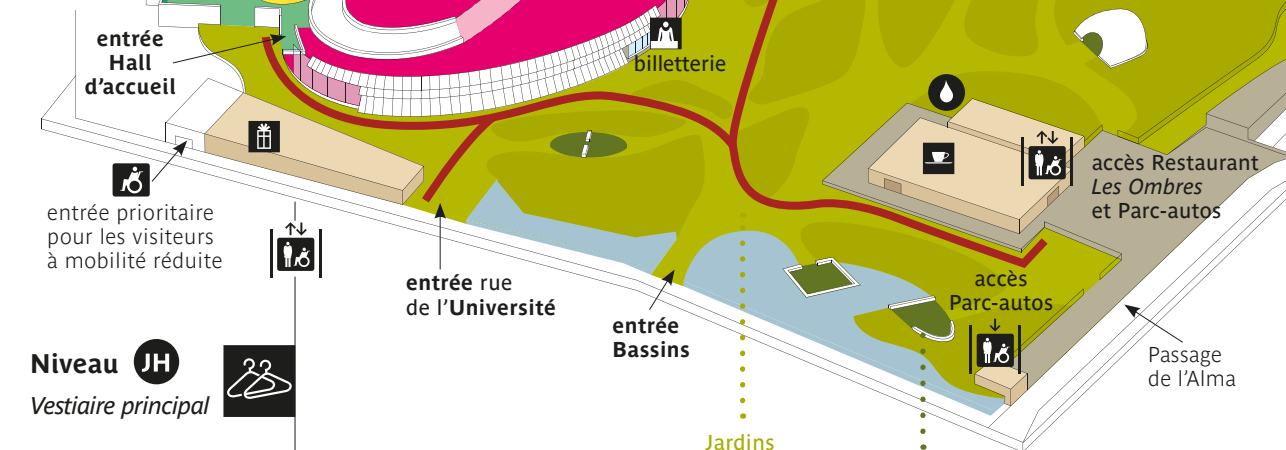 entrée
Hall
d’accueil
billetterie
accès Restaurant
Les Ombres
et Parc-autos
entrée prioritaire
pour les visiteurs
à mobilité réduite
entrée rue
de l’Université
accès
Parc-autos
entrée
Bassins
Passage
de l’Alma
Niveau JH
Vestiaire principal
Jardins